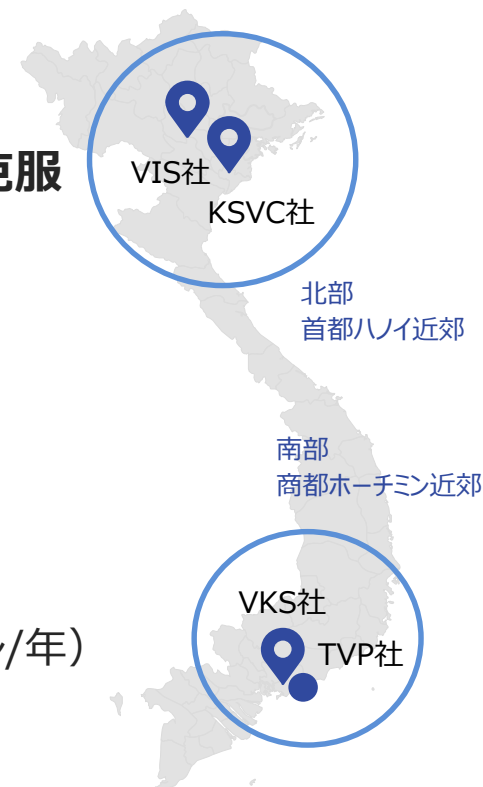 克服
VIS社
KSVC社
北部
首都ハノイ近郊
南部
商都ホーチミン近郊
VKS社
/年）
TVP社